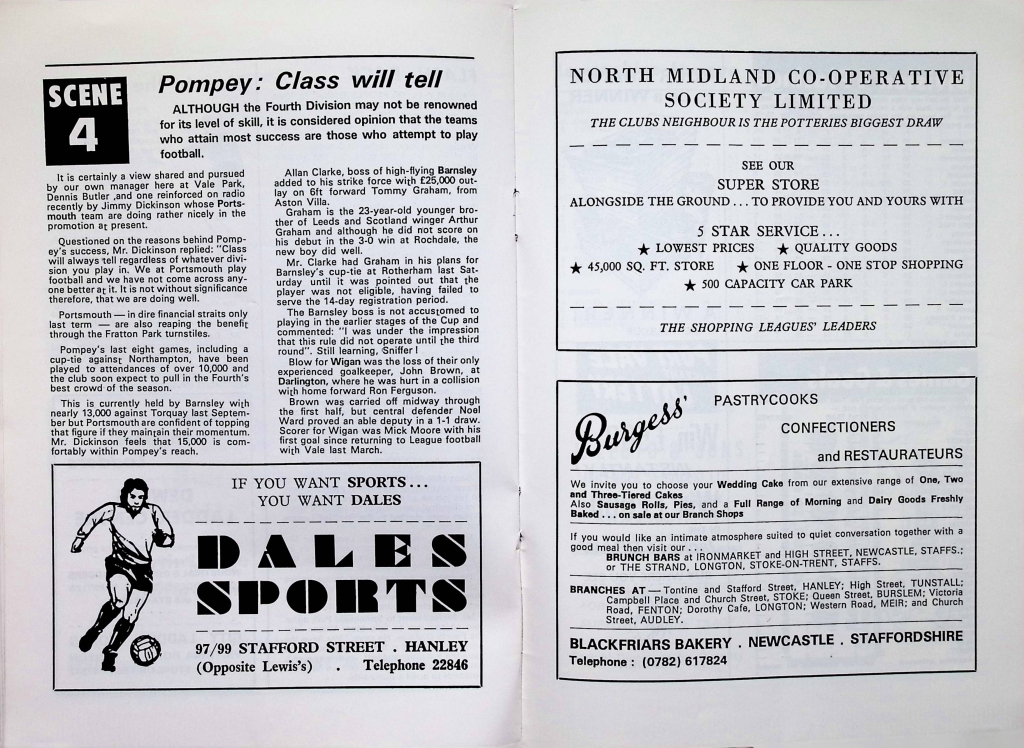 SCENE
4
Pompey: Class will tell
ALTHOUGH the Fourth Division may not be renowned
for its level of skill, it is considered opinion that the teams
who attain most success are those who attempt to play
football.
It is certainly a view shared and pursued
by our own manager here at Vale Park,
Dennis Butler ,and one reinforced on radio
recently by Jimmy Dickinson whose Ports-
mouth team are doing rather nicely in the
promotion at present.
Questioned on the reasons behind Pomp-
ey's success, Mr. Dickinson replied: "Class
will always tell regardless of whatever divi-
sion you play in. We at Portsmouth play
football and we have not come across any-
one better at it. It is not without significance
therefore, that we are doing well.
Portsmouth — in dire financial straits only
last term — are also reaping the benefit
through the Fratton Park turnstiles.
Pompey's last eight games, including a
cup-tie against Northampton, have been
played to attendances of over 10,000 and
the club soon expect to pull in the Fourth's
best crowd of the season.
This is currently held by Barnsley with
nearly 13,000 against Torquay last Septem-
ber but Portsmouth are confident of topping
that figure if they maintain their momentum.
Mr. Dickinson feels that 15,000 is com-
fortably within Pompey's reach.
Allan Clarke, boss of high-flying Barnsley
added to his strike force with £25,000 out-
lay on 6ft forward Tommy Graham, from
Aston Villa.
Graham is the 23-year-old younger bro-
ther of Leeds and Scotland winger Arthur
Graham and although he did not score on
his debut in the 3-0 win at Rochdale, the
new boy did well.
Mr. Clarke had Graham in his plans for
Barnsley's cup-tie at Rotherham last Sat-
urday until it was pointed out that the
player was not eligible, having failed to
serve the 14-day registration period.
The Barnsley boss is not accustomed to
playing in the earlier stages of the Cup and
commented: "I was under the impression
that this rule did not operate until the third
round". Still learning, Sniffer !
Blow for Wigan was the loss of their only
experienced goalkeeper, John Brown, at
Darlington, where he was hurt in a collision
with home forward Ron Ferguson.
Brown was carried off midway through
the first half, but central defender Noel
Ward proved an able deputy in a 1-1 draw.
Scorer for Wigan was Mick Moore with his
first goal since returning to League football
with Vale last March.
IF YOU WANT SPORTS...
YOU WANT DALES
DALES
SPORTS
97/99 STAFFORD STREET . HANLEY
(Opposite Lewis's) . Telephone 22846
NORTH MIDLAND CO-OPERATIVE
SOCIETY LIMITED
THE CLUBS NEIGHBOUR IS THE POTTERIES BIGGEST DRAW
SEE OUR
SUPER STORE
ALONGSIDE THE GROUND ... TO PROVIDE YOU AND YOURS WITH
5 STAR SERVICE ...
★ LOWEST PRICES ★ QUALITY GOODS
★ 45,000 SQ. FT. STORE ★ ONE FLOOR - ONE STOP SHOPPING
★ 500 CAPACITY CAR PARK
THE SHOPPING LEAGUES' LEADERS
Burgess'
PASTRYCOOKS
CONFECTIONERS
and RESTAURATEURS
We invite you to choose your Wedding Cake from our extensive range of One, Two
and Three-Tiered Cakes
Also Sausage Rolls, Pies, and a Full Range of Morning and Dairy Goods Freshly
Baked ... on sale at our Branch Shops
If you would like an intimate atmosphere suited to quiet conversation together with a
good meal then visit our ...
BRUNCH BARS at IRONMARKET and HIGH STREET, NEWCASTLE, STAFFS.;
or THE STRAND, LONGTON, STOKE-ON-TRENT, STAFFS.
BRANCHES AT — Tontine and Stafford Street, HANLEY; High Street, TUNSTALL;
Campbell Place and Church Street, STOKE; Queen Street, BURSLEM; Victoria
Road, FENTON; Dorothy Cafe, LONGTON; Western Road, MEIR; and Church
Street, AUDLEY.
BLACKFRIARS BAKERY . NEWCASTLE . STAFFORDSHIRE
Telephone : (0782) 617824